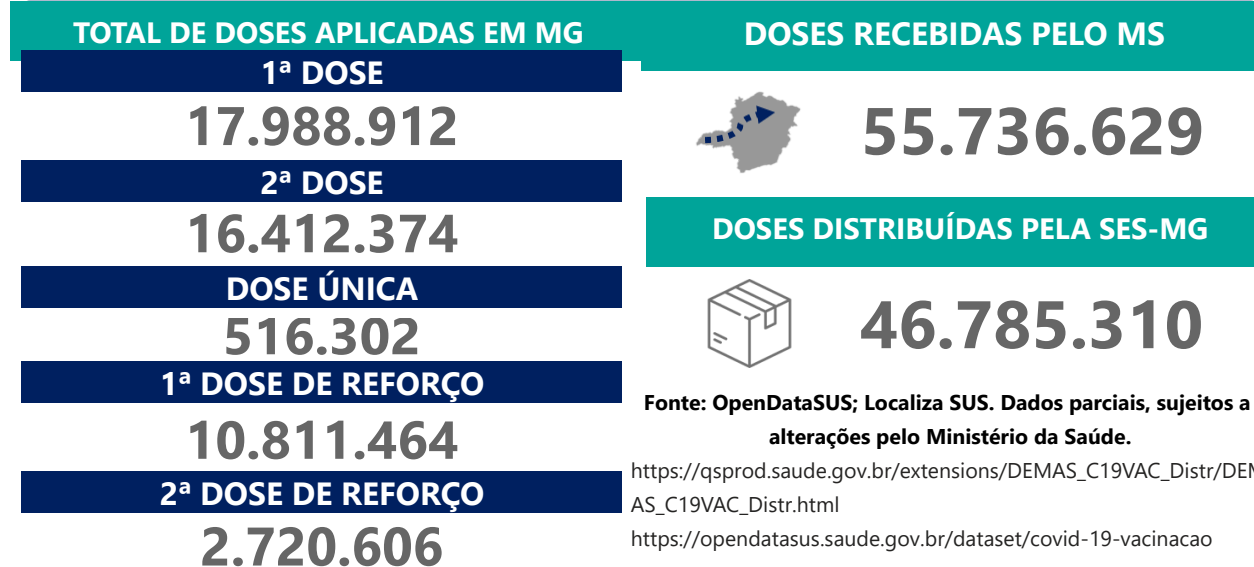 TOTAL DE DOSES APLICADAS EM MG
1ª DOSE
17.988.912
2ª DOSE
16.412.374
DOSE ÚNICA
516.302
1ª DOSE DE REFORÇO
10.811.464
2ª DOSE DE REFORÇO
2.720.606
DOSES RECEBIDAS PELO MS
55.736.629
DOSES DISTRIBUÍDAS PELA SES-MG
46.785.310
Fonte: OpenDataSUS; Localiza SUS. Dados parciais, sujeitos a
alterações pelo Ministério da Saúde.
https://qsprod.saude.gov.br/extensions/DEMAS_C19VAC_Distr/DEM
AS_C19VAC_Distr.html
https://opendatasus.saude.gov.br/dataset/covid-19-vacinacao